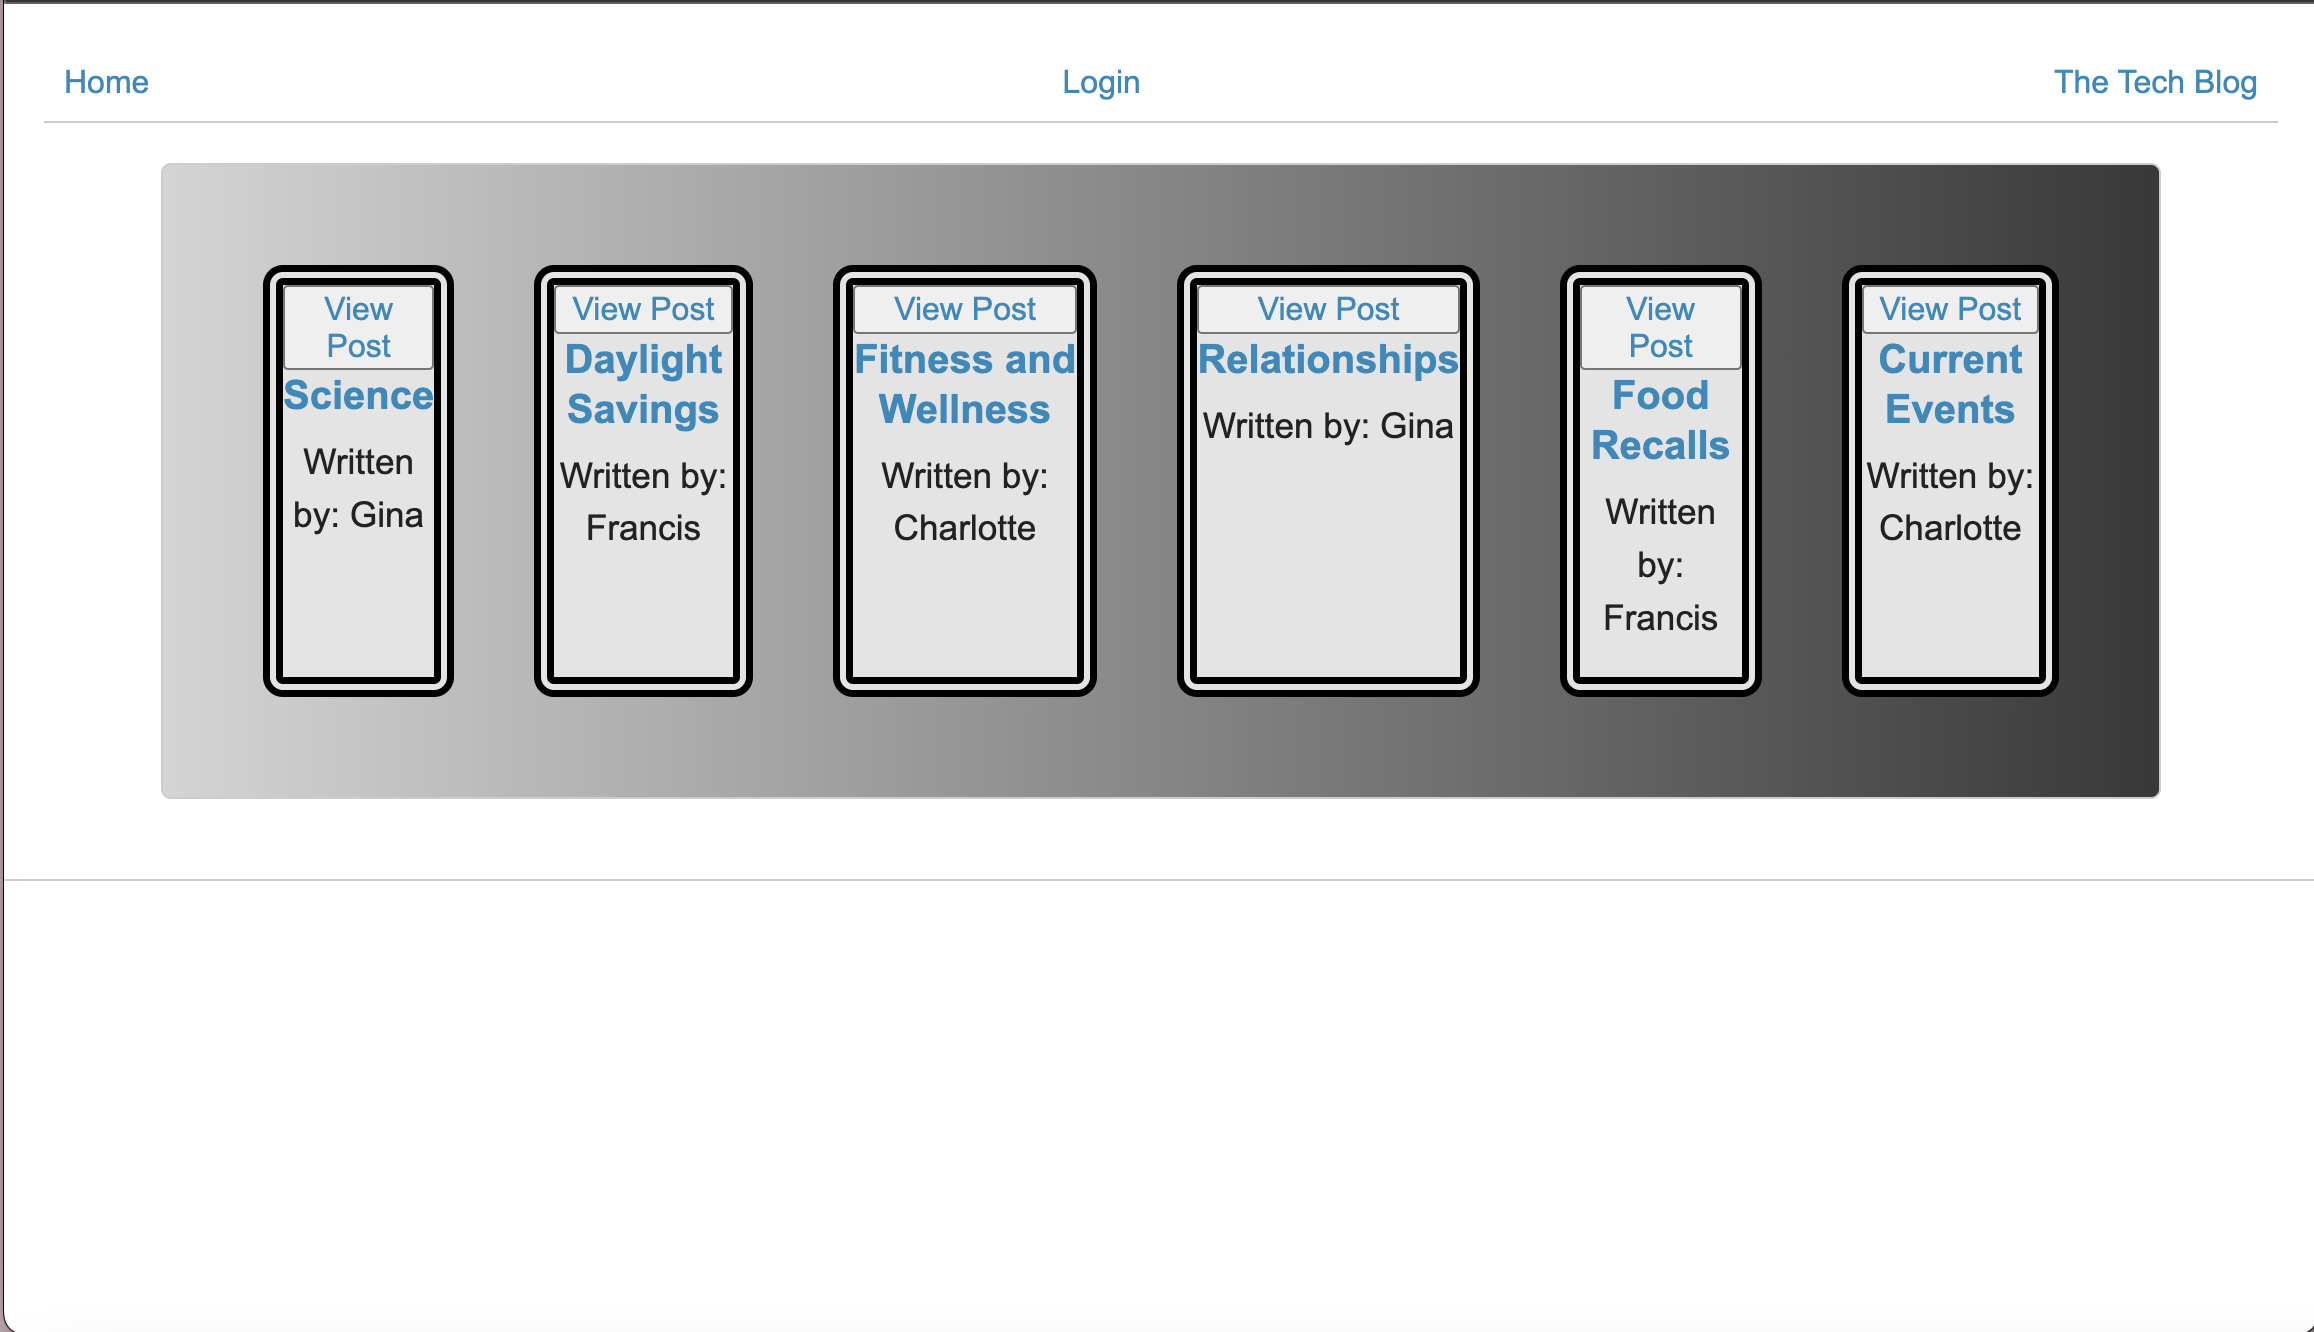 Home
Login
The Tech Blog
View
Post
Science
Written
by: Gina
View Post
Daylight
Savings
Written by:
Francis
View Post
Fitness and
Wellness
Written by:
Charlotte
View Post
Relationships
Written by: Gina
View
Post
Food
Recalls
Written
by:
Francis
View Post
Current
Events
Written by:
Charlotte